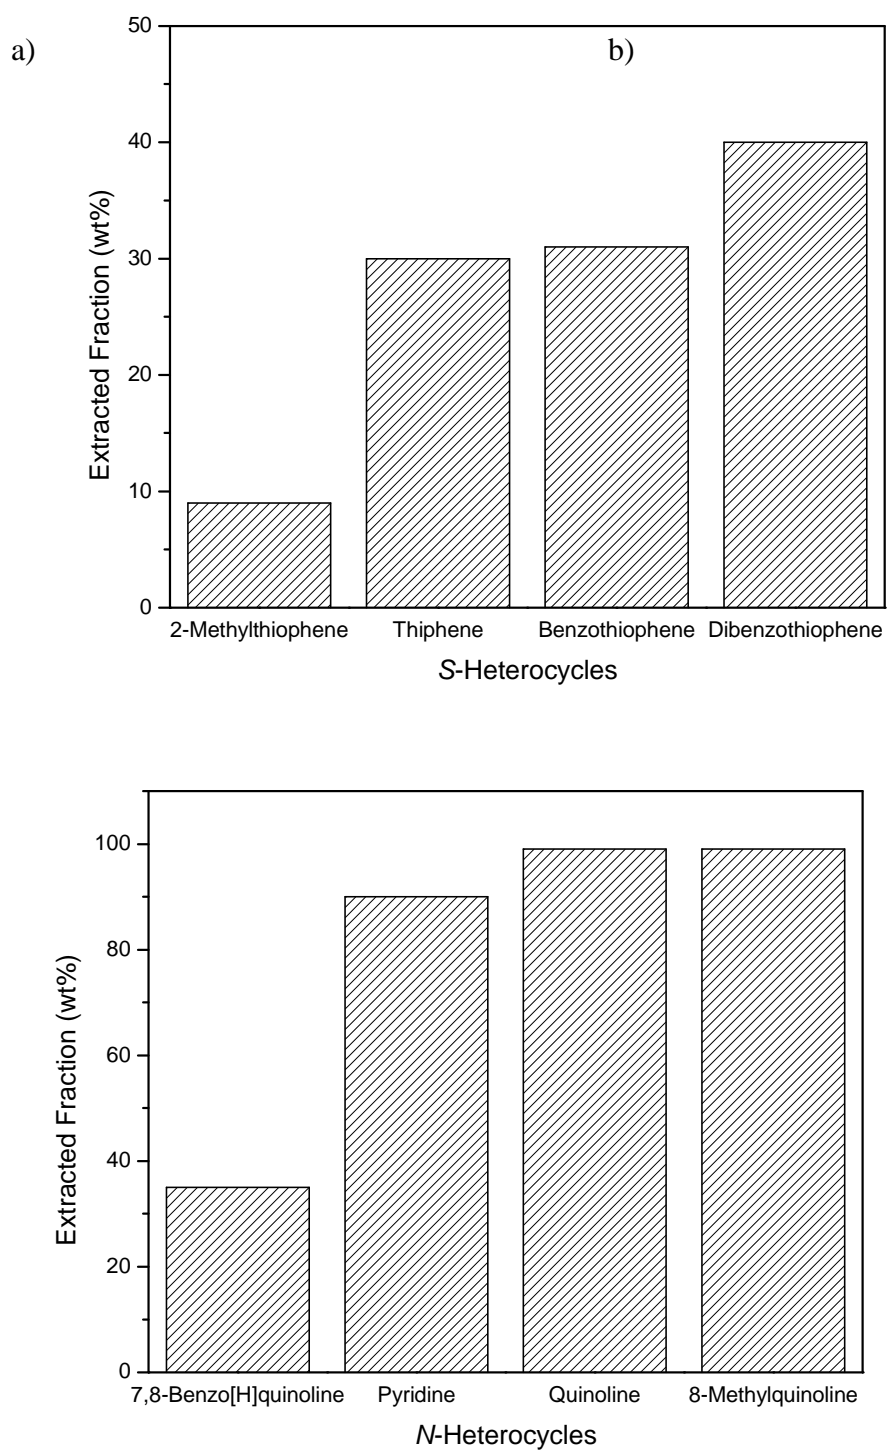 a)
b)
50
40
30
20
10
0
Extracted Fraction (wt%)
2-Methylthiophene Thiphene Benzothiophene Dibenzothiophene
S-Heterocycles
100
80
60
40
20
0
Extracted Fraction (wt%)
7,8-Benzo[H]quinoline Pyridine Quinoline 8-Methylquinoline
N-Heterocycles